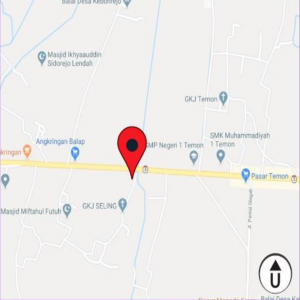 Balai Desa Kebonrejo
Masjid Ikhyaauddin
Sidorejo Lendah
GKJ Temon
Angkringan Balap
kringan
SMP Negeri 1 Temon
SMK Muhammadiyah
1 Temon
Pasar Temon
Masjid Miftahul Futuh
GKJ SELING
U